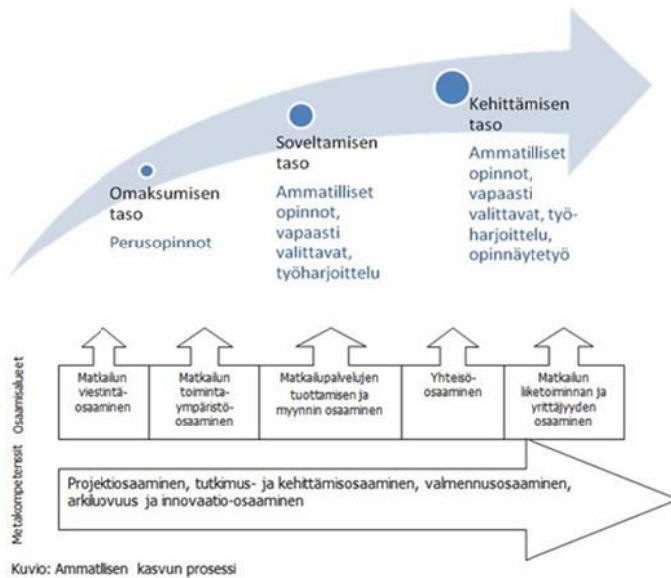 Omaksumisen
taso
Perusopinnot
Soveltamisen
taso
Ammatilliset
opinnot,
vapaasti
valittavat,
työharjoittelu
Kehittämisen
taso
Ammatilliset
opinnot,
vapaasti
valittavat, työ-
harjoittelu,
opinnäytetyö
Osaamisalueet
Matkailun
viestintä-
osaaminen
Matkailun
toiminta-
ympäristö-
osaaminen
Matkailupalvelujen
tuottamisen ja
myynnin osaaminen
Yhteisö-
osaaminen
Matkailun
liiketoiminnan ja
yrittäjyyden
osaaminen
Metakompetenssit
Projektiosaaminen, tutkimus- ja kehittämisosaaminen, valmennusosaaminen,
arkiluovuus ja innovaatio-osaaminen
Kuvio: Ammatllisen kasvun prosessi